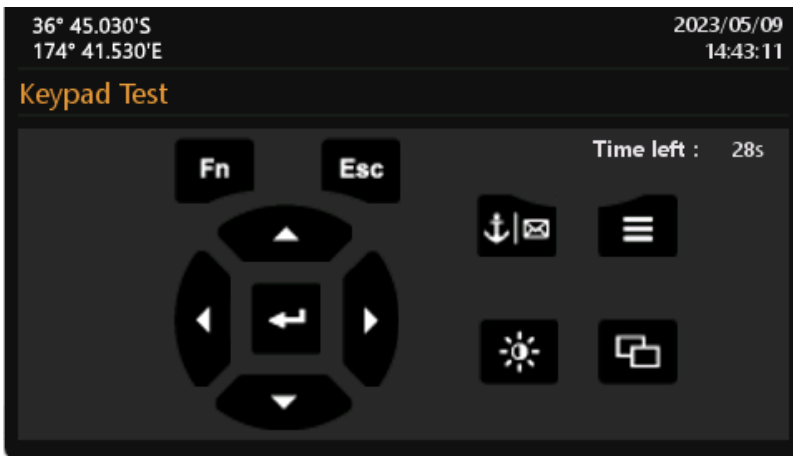 36° 45.030'S
174° 41.530'E
2023/05/09
14:43:11
Keypad Test
Time left : 28s
Fn
Esc